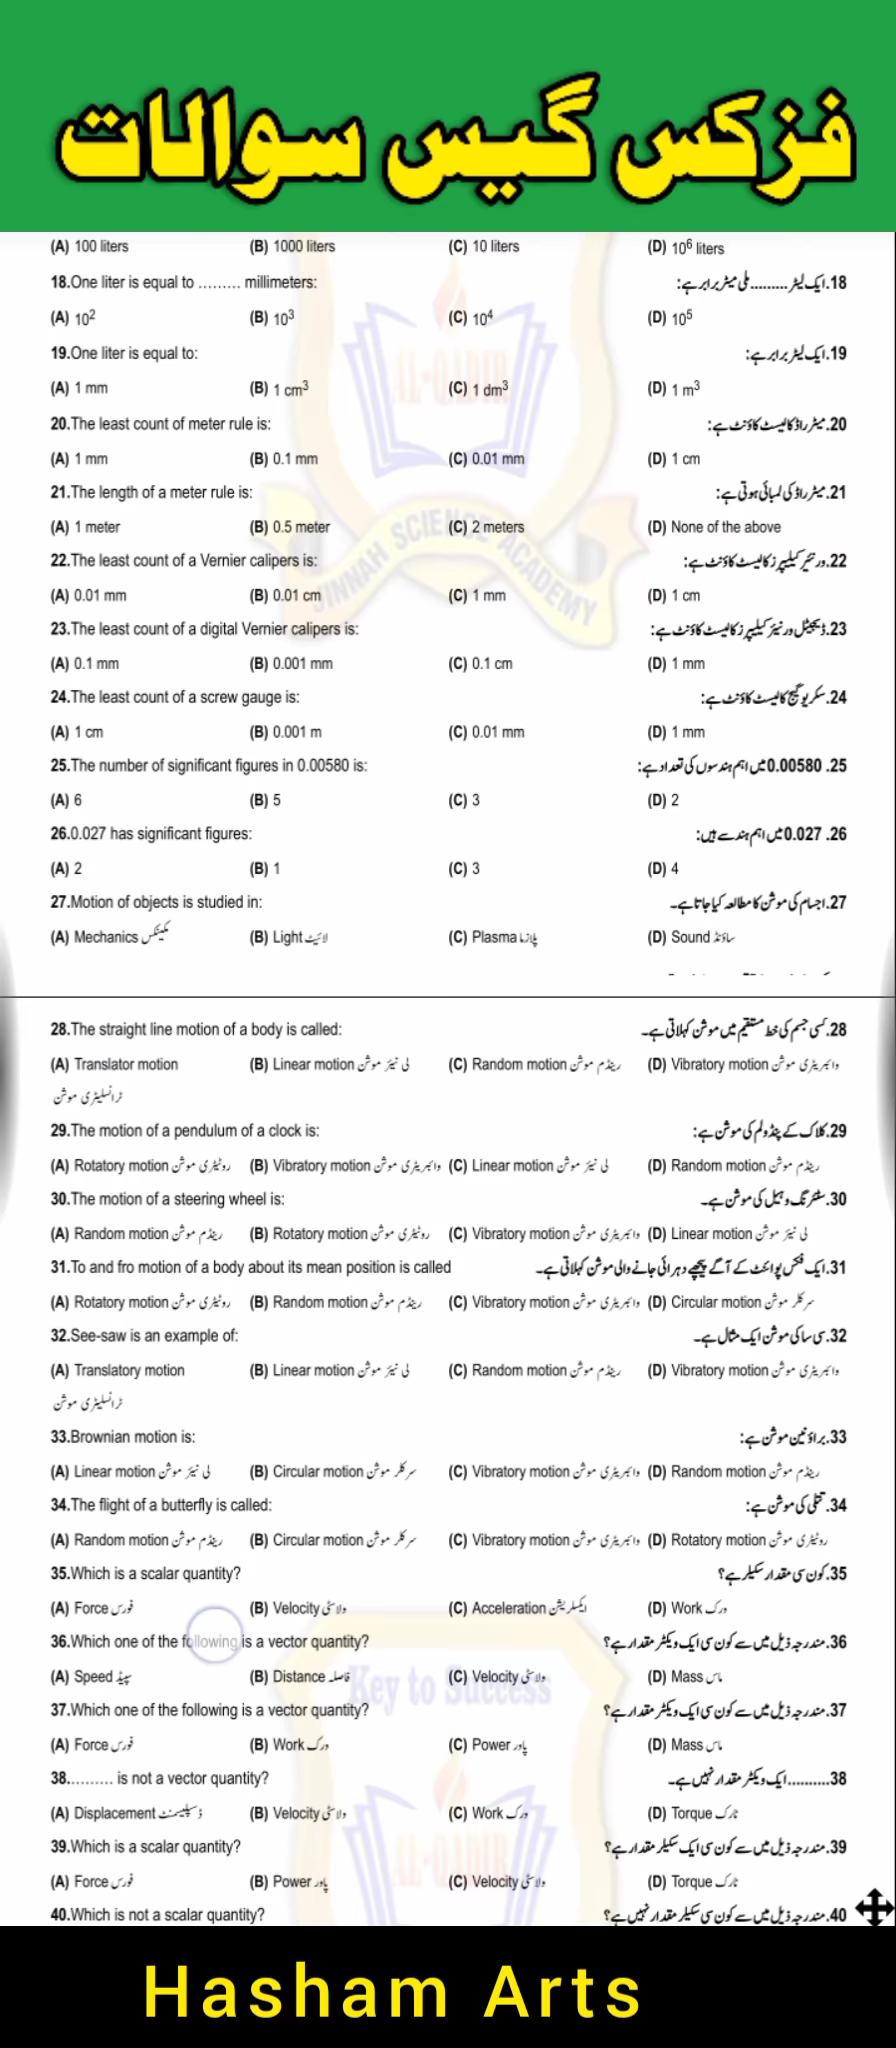 فزکس گیس سوالات
(A) 100 liters (B) 1000 liters (C) 10 liters (D) 10⁶ liters
18.One liter is equal to ......... millimeters: 18.ایک لیٹر.........ملی میٹر برابر ہے:
(A) 10² (B) 10³ (C) 10⁴ (D) 10⁵
19.One liter is equal to: 19.ایک لیٹر برابر ہے:
(A) 1 mm (B) 1 cm³ (C) 1 dm³ (D) 1 m³
20.The least count of meter rule is: 20.میٹر راڈ کا لیسٹ کاؤنٹ ہے:
(A) 1 mm (B) 0.1 mm (C) 0.01 mm (D) 1 cm
21.The length of a meter rule is: 21.میٹر راڈ کی لمبائی ہوتی ہے:
(A) 1 meter (B) 0.5 meter (C) 2 meters (D) None of the above
22.The least count of a Vernier calipers is: 22.ورنیئر کیلیپرز کا لیسٹ کاؤنٹ ہے:
(A) 0.01 mm (B) 0.01 cm (C) 1 mm (D) 1 cm
23.The least count of a digital Vernier calipers is: 23.ڈیجیٹل ورنیئر کیلیپرز کا لیسٹ کاؤنٹ ہے:
(A) 0.1 mm (B) 0.001 mm (C) 0.1 cm (D) 1 mm
24.The least count of a screw gauge is: 24.سکریو گیج کا لیسٹ کاؤنٹ ہے:
(A) 1 cm (B) 0.001 m (C) 0.01 mm (D) 1 mm
25.The number of significant figures in 0.00580 is: 25. 0.00580 میں اہم ہندسوں کی تعداد ہے:
(A) 6 (B) 5 (C) 3 (D) 2
26.0.027 has significant figures: 26. 0.027 میں اہم ہندسے ہیں:
(A) 2 (B) 1 (C) 3 (D) 4
27.Motion of objects is studied in: 27.اجسام کی موشن کا مطالعہ کیا جاتا ہے۔
(A) Mechanics مکینکس (B) Light لائیٹ (C) Plasma پلازما (D) Sound ساؤنڈ
28.The straight line motion of a body is called: 28.کسی جسم کی خط مستقیم میں موشن کہلاتی ہے۔
(A) Translator motion (B) Linear motion لی نیئر موشن (C) Random motion رینڈم موشن (D) Vibratory motion وائبریٹری موشن
ٹرانسلیٹری موشن
29.The motion of a pendulum of a clock is: 29.کلاک کے پنڈولم کی موشن ہے:
(A) Rotatory motion روٹیٹری موشن (B) Vibratory motion وائبریٹری موشن (C) Linear motion لی نیئر موشن (D) Random motion رینڈم موشن
30.The motion of a steering wheel is: 30.سٹیرنگ وہیل کی موشن ہے۔
(A) Random motion رینڈم موشن (B) Rotatory motion روٹیٹری موشن (C) Vibratory motion وائبریٹری موشن (D) Linear motion لی نیئر موشن
31.To and fro motion of a body about its mean position is called 31.ایک فکس پوائنٹ کے آگے پیچھے دہرائی جانے والی موشن کہلاتی ہے۔
(A) Rotatory motion روٹیٹری موشن (B) Random motion رینڈم موشن (C) Vibratory motion وائبریٹری موشن (D) Circular motion سرکلر موشن
32.See-saw is an example of: 32.سی سا کی موشن ایک مثال ہے۔
(A) Translatory motion (B) Linear motion لی نیئر موشن (C) Random motion رینڈم موشن (D) Vibratory motion وائبریٹری موشن
ٹرانسلیٹری موشن
33.Brownian motion is: 33.براؤنین موشن ہے:
(A) Linear motion لی نیئر موشن (B) Circular motion سرکلر موشن (C) Vibratory motion وائبریٹری موشن (D) Random motion رینڈم موشن
34.The flight of a butterfly is called: 34.تتلی کی موشن ہے:
(A) Random motion رینڈم موشن (B) Circular motion سرکلر موشن (C) Vibratory motion وائبریٹری موشن (D) Rotatory motion روٹیٹری موشن
35.Which is a scalar quantity? 35.کون سی مقدار سکیلر ہے؟
(A) Force فورس (B) Velocity ولاسٹی (C) Acceleration ایکسلریشن (D) Work ورک
36.Which one of the following is a vector quantity? 36.مندرجہ ذیل میں سے کون سی ایک ویکٹر مقدار ہے؟
(A) Speed سپیڈ (B) Distance فاصلہ (C) Velocity ولاسٹی (D) Mass ماس
37.Which one of the following is a vector quantity? 37.مندرجہ ذیل میں سے کون سی ایک ویکٹر مقدار ہے؟
(A) Force فورس (B) Work ورک (C) Power پاور (D) Mass ماس
38.......... is not a vector quantity? 38..........ایک ویکٹر مقدار نہیں ہے۔
(A) Displacement ڈسپلیسمنٹ (B) Velocity ولاسٹی (C) Work ورک (D) Torque ٹارک
39.Which is a scalar quantity? 39.مندرجہ ذیل میں سے کون سی ایک سکیلر مقدار ہے؟
(A) Force فورس (B) Power پاور (C) Velocity ولاسٹی (D) Torque ٹارک
40.Which is not a scalar quantity? 40.مندرجہ ذیل میں سے کون سی سکیلر مقدار نہیں ہے؟
AL-QADIR
JINNAH SCIENCE ACADEMY
Key to Success
AL-QADIR
Hasham Arts